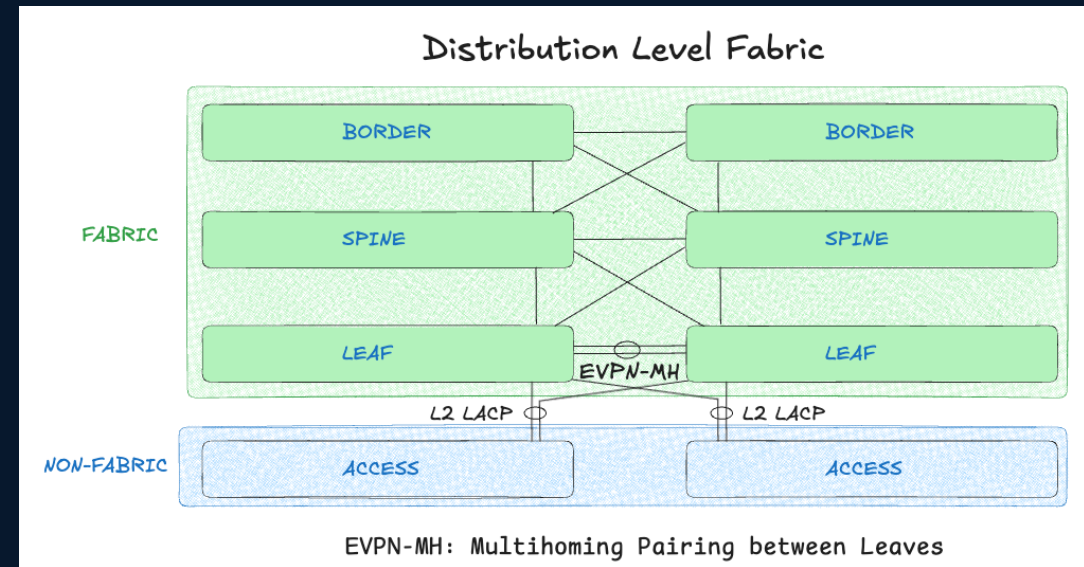 Distribution Level Fabric
BORDER
BORDER
FABRIC
SPINE
SPINE
LEAF
LEAF
EVPN-MH
L2 LACP
L2 LACP
NON-FABRIC
ACCESS
ACCESS
EVPN-MH: Multihoming Pairing between Leaves